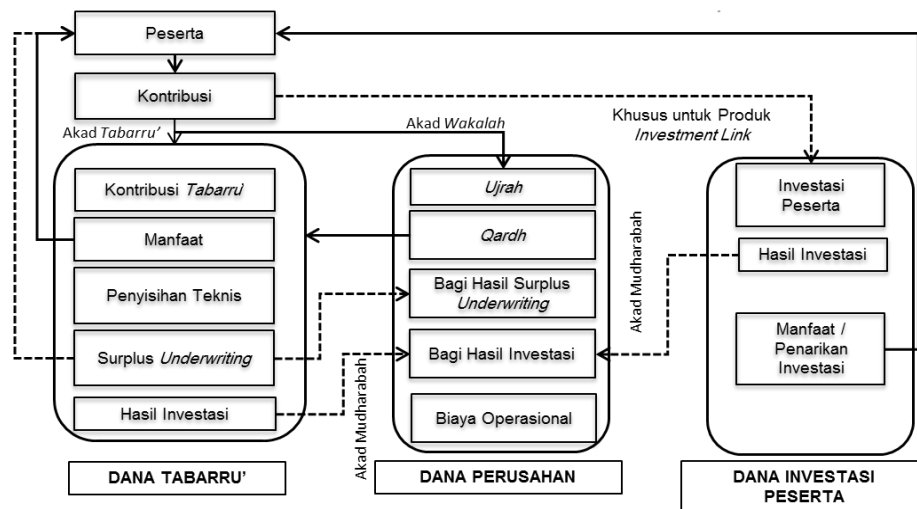 Peserta
Kontribusi
Akad Tabarru'
Akad Wakalah
Khusus untuk Produk
Investment Link
Kontribusi Tabarrù
Manfaat
Penyisihan Teknis
Surplus Underwriting
Hasil Investasi
DANA TABARRU’
Akad Mudharabah
Ujrah
Qardh
Bagi Hasil Surplus
Underwriting
Bagi Hasil Investasi
Biaya Operasional
DANA PERUSAHAN
Akad Mudharabah
Investasi
Peserta
Hasil Investasi
Manfaat /
Penarikan
Investasi
DANA INVESTASI
PESERTA